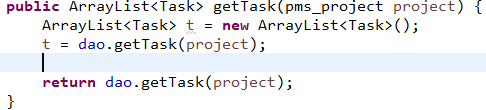 public ArrayList<Task> getTask(pms_project project) {
ArrayList<Task> t = new ArrayList<Task>();
t = dao.getTask(project);
return dao.getTask(project);
}